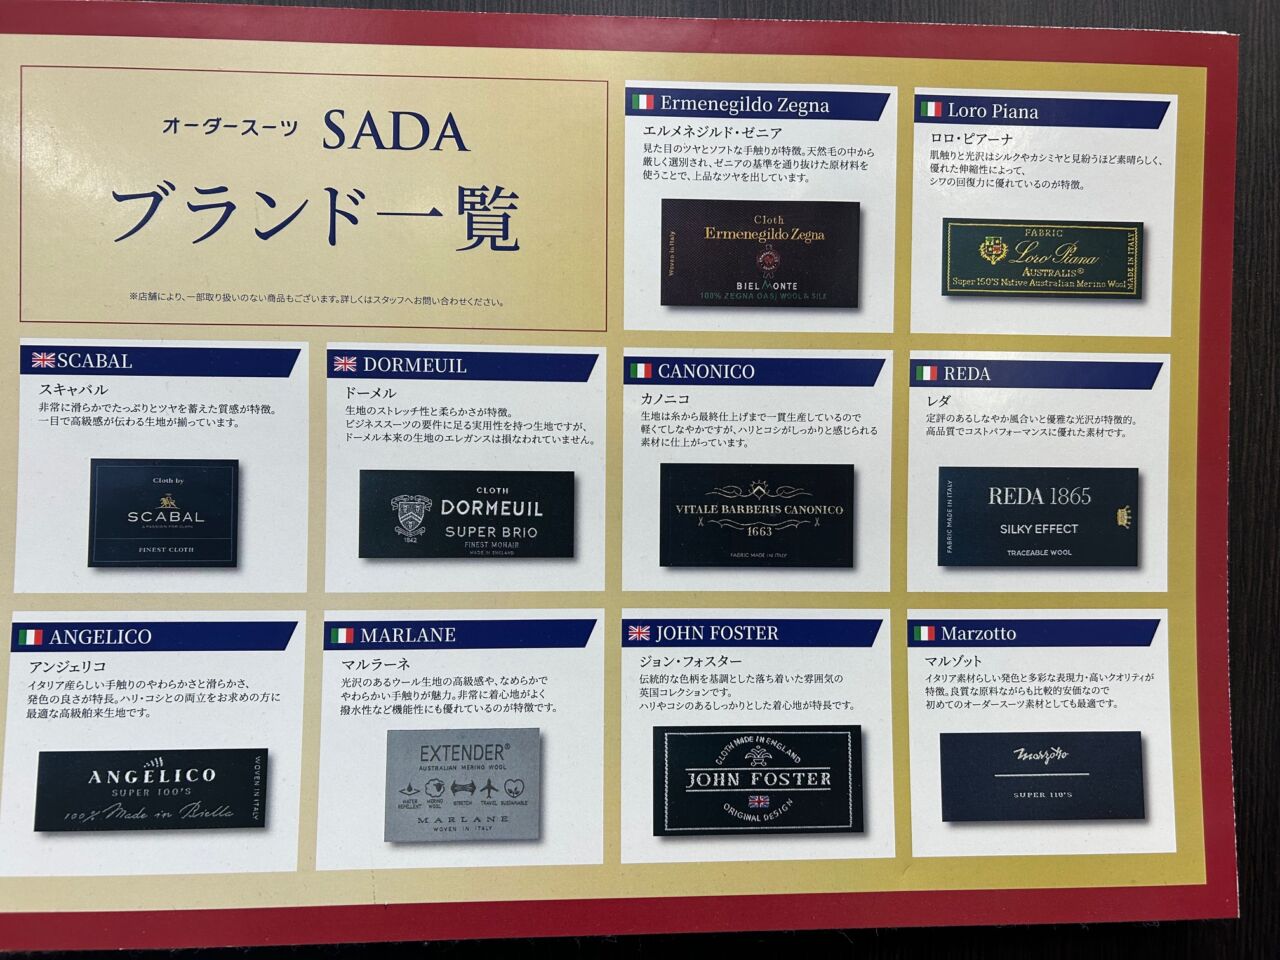 オーダースーツ SADA
ブランド一覧
※店舗により、一部取り扱いのない商品もございます。詳しくはスタッフへお問い合わせください。
Ermenegildo Zegna
エルメネジルド・ゼニア
見た目のツヤとソフトな手触りが特徴。天然毛の中から
厳しく選別され、ゼニアの基準を通り抜けた原材料を
使うことで、上品なツヤを出しています。
Cloth
Ermenegildo Zegna
Woven in Italy
BIELMONTE
100% ZEGNA OASI WOOL & SILK
Loro Piana
ロロ・ピアーナ
肌触りと光沢はシルクやカシミヤと見紛うほど素晴らしく、
優れた伸縮性によって、
シワの回復力に優れているのが特徴。
FABRIC
Loro Piana
AUSTRALIS®
Super 150'S Native Australian Merino Wool
MADE IN ITALY
SCABAL
スキャバル
非常に滑らかでたっぷりとツヤを蓄えた質感が特徴。
一目で高級感が伝わる生地が揃っています。
Cloth by
SCABAL
A PASSION FOR CLOTH
FINEST CLOTH
DORMEUIL
ドーメル
生地のストレッチ性と柔らかさが特徴。
ビジネススーツの要件に足る実用性を持つ生地ですが、
ドーメル本来の生地のエレガンスは損なわれていません。
CLOTH
DORMEUIL
SUPER BRIO
FINEST MOHAIR
MADE IN ENGLAND
1842
CANONICO
カノニコ
生地は糸から最終仕上げまで一貫生産しているので
軽くてしなやかですが、ハリとコシがしっかりと感じられる
素材に仕上がっています。
VITALE BARBERIS CANONICO
1663
FABRIC MADE IN ITALY
REDA
レダ
定評のあるしなやか風合いと優雅な光沢が特徴的。
高品質でコストパフォーマンスに優れた素材です。
FABRIC MADE IN ITALY
REDA 1865
SILKY EFFECT
TRACEABLE WOOL
ANGELICO
アンジェリコ
イタリア産らしい手触りのやわらかさと滑らかさ、
発色の良さが特長。ハリ・コシとの両立をお求めの方に
最適な高級舶来生地です。
ANGELICO
SUPER 100'S
100% Made in Biella
WOVEN IN ITALY
MARLANE
マルラーネ
光沢のあるウール生地の高級感や、なめらかで
やわらかい手触りが魅力。非常に着心地がよく
撥水性など機能性にも優れているのが特徴です。
EXTENDER®
AUSTRALIAN MERINO WOOL
WATER REPELLENT
MERINO WOOL
STRETCH
TRAVEL
SUSTAINABLE
MARLANE
WOVEN IN ITALY
JOHN FOSTER
ジョン・フォスター
伝統的な色柄を基調とした落ち着いた雰囲気の
英国コレクションです。
ハリやコシのあるしっかりとした着心地が特長です。
CLOTH MADE IN ENGLAND
JOHN FOSTER
ORIGINAL DESIGN
Marzotto
マルゾット
イタリア素材らしい発色と多彩な表現力・高いクオリティが
特徴。良質な原料ながらも比較的安価なので
初めてのオーダースーツ素材としても最適です。
marzotto
SUPER 110'S